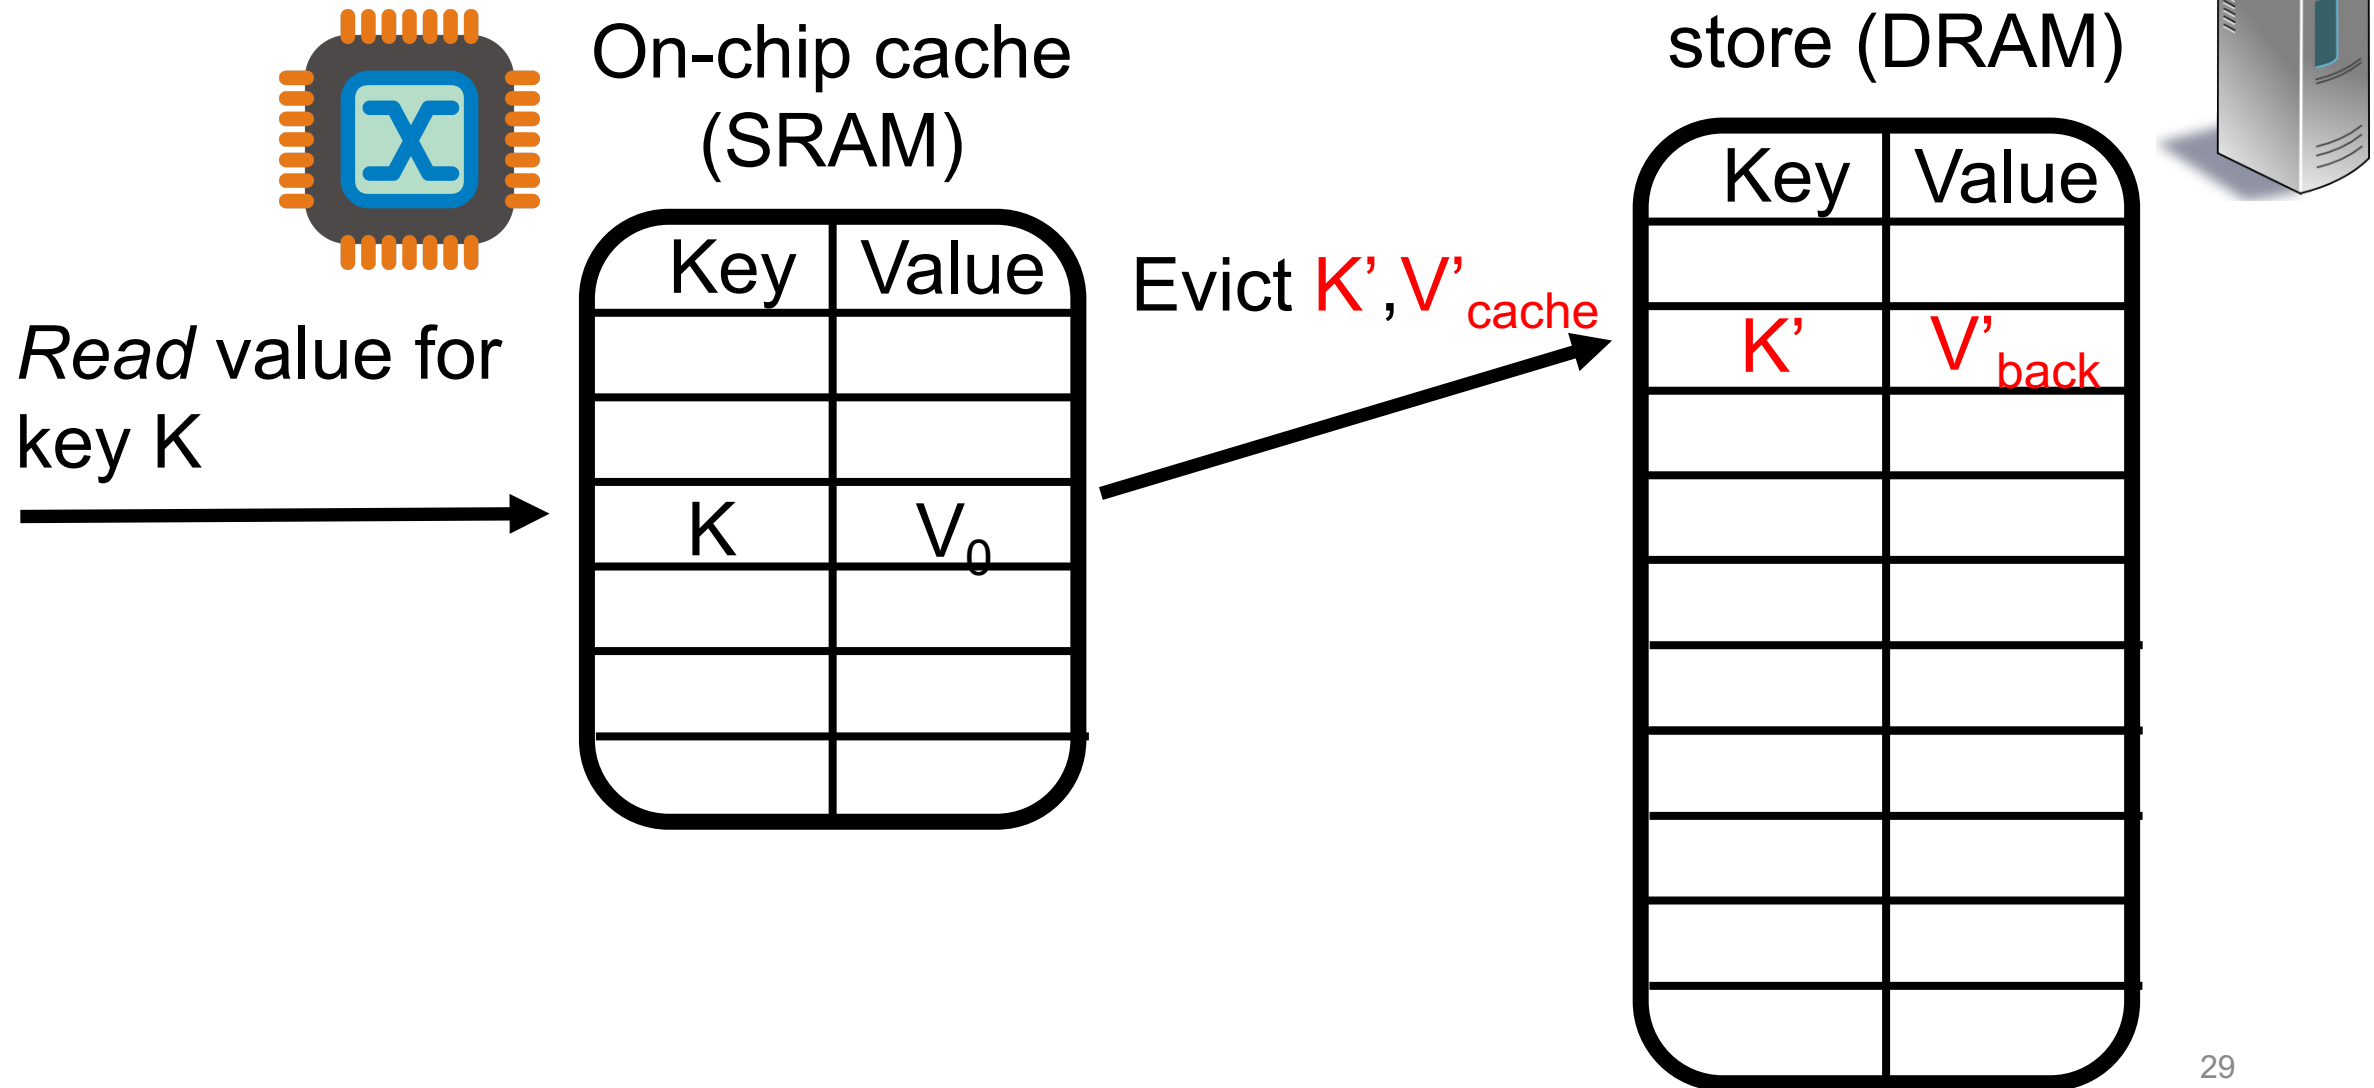 On-chip cache
(SRAM)
store (DRAM)
Read value for
key K
Key Value
K V₀
Evict K’,V’cache
Key Value
K’ V’back
29